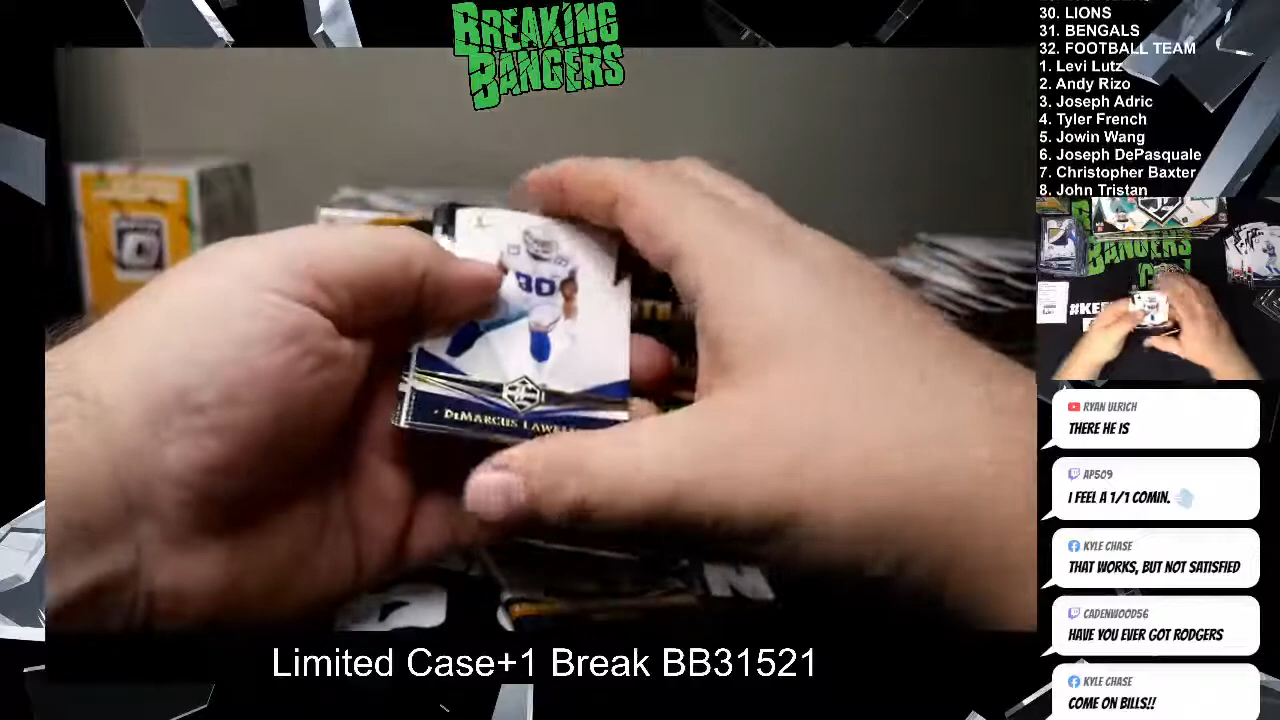 BREAKING
BANGERS
30. LIONS
31. BENGALS
32. FOOTBALL TEAM
1. Levi Lutz
2. Andy Rizo
3. Joseph Adric
4. Tyler French
5. Jowin Wang
6. Joseph DePasquale
7. Christopher Baxter
8. John Tristan
90
DEMARCUS
BANGERS
#KEE
RYAN ULRICH
THERE HE IS
AP509
I FEEL A 1/1 COMIN.
KYLE CHASE
THAT WORKS, BUT NOT SATISFIED
CADENWOOD56
HAVE YOU EVER GOT RODGERS
KYLE CHASE
COME ON BILLS!!
Limited Case+1 Break BB31521